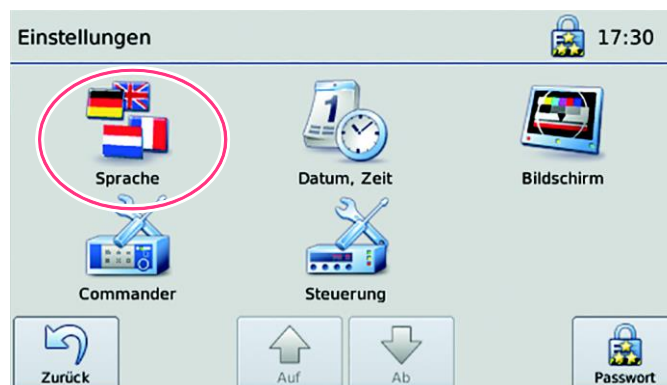 Einstellungen 17:30
Sprache Datum, Zeit Bildschirm
Commander Steuerung
Zurück Auf Ab Passwort